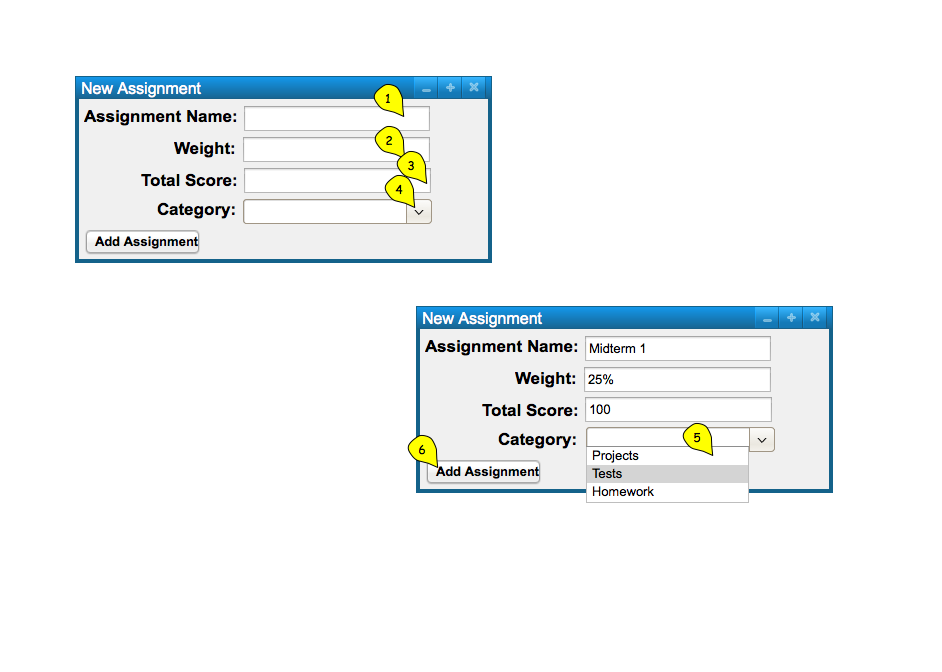 New Assignment
1
Assignment Name:
2
Weight:
3
Total Score:
4
Category:
Add Assignment
New Assignment
Assignment Name: Midterm 1
Weight: 25%
Total Score: 100
Category: 5
Projects
6
Add Assignment
Tests
Homework